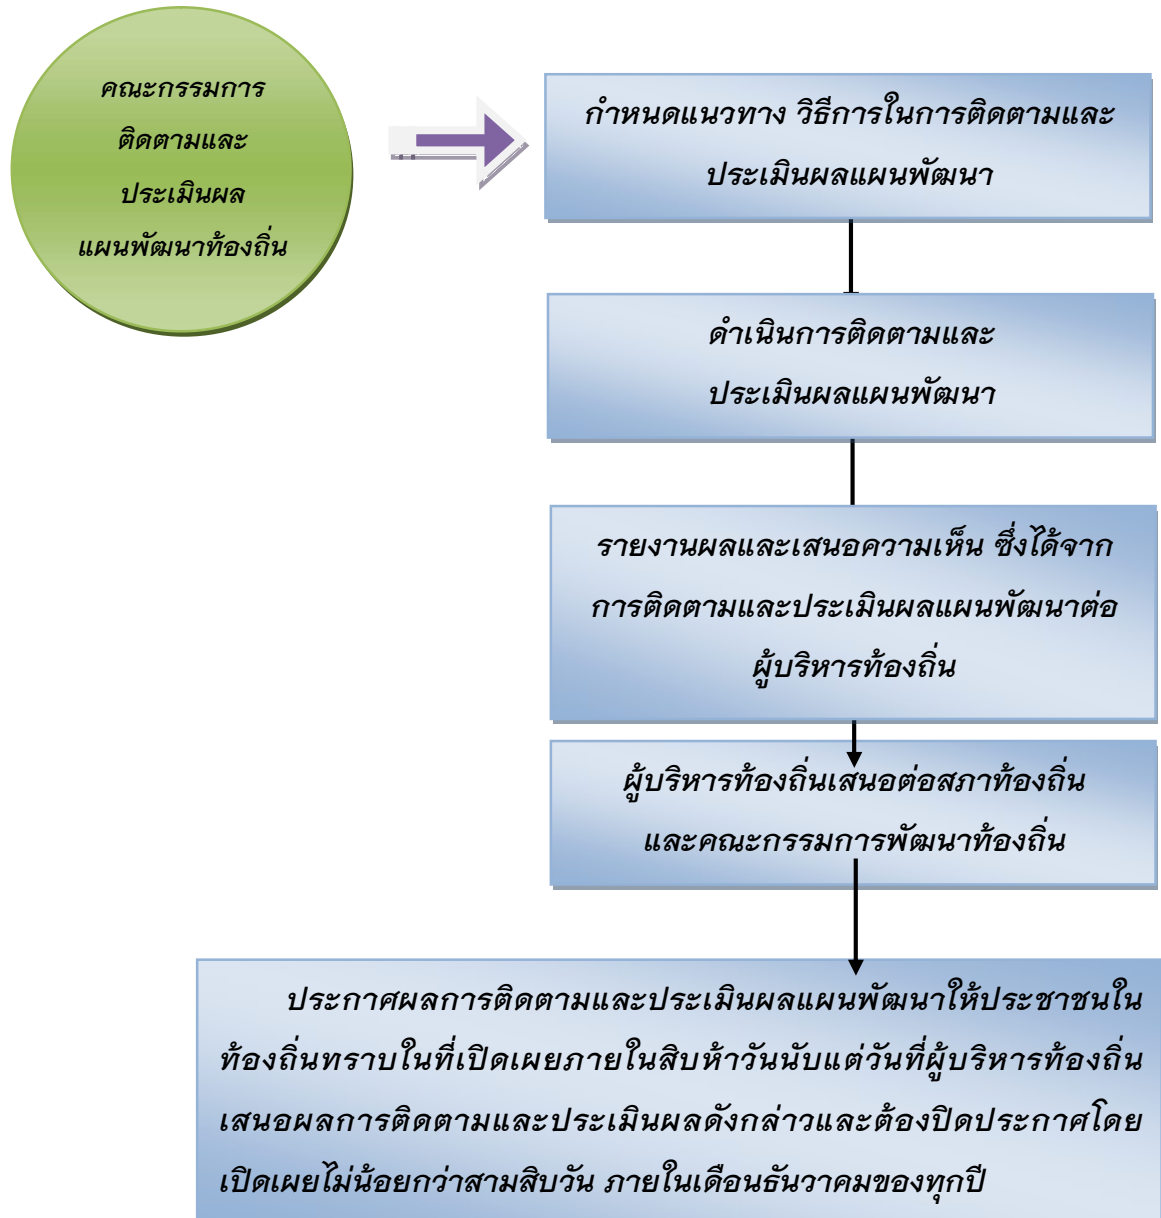 คณะกรรมการ
ติดตามและ
ประเมินผล
แผนพัฒนาท้องถิ่น
กำหนดแนวทาง วิธีการในการติดตามและ
ประเมินผลแผนพัฒนา
ดำเนินการติดตามและ
ประเมินผลแผนพัฒนา
รายงานผลและเสนอความเห็น ซึ่งได้จาก
การติดตามและประเมินผลแผนพัฒนาต่อ
ผู้บริหารท้องถิ่น
ผู้บริหารท้องถิ่นเสนอต่อสภาท้องถิ่น
และคณะกรรมการพัฒนาท้องถิ่น
ประกาศผลการติดตามและประเมินผลแผนพัฒนาให้ประชาชนใน
ท้องถิ่นทราบในที่เปิดเผยภายในสิบห้าวันนับแต่วันที่ผู้บริหารท้องถิ่น
เสนอผลการติดตามและประเมินผลดังกล่าวและต้องปิดประกาศโดย
เปิดเผยไม่น้อยกว่าสามสิบวัน ภายในเดือนธันวาคมของทุกปี